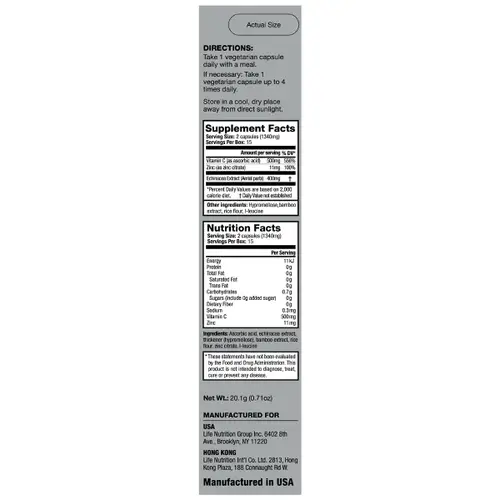 Actual Size
DIRECTIONS:
Take 1 vegetarian capsule
daily with a meal.
If necessary: Take 1
vegetarian capsule up to 4
times daily.
Store in a cool, dry place
away from direct sunlight.
Supplement Facts
Serving Size: 2 capsules (1340mg)
Servings Per Box: 15
Amount per serving % DV*
Vitamin C (as ascorbic acid) 500mg 556%
Zinc (as zinc citrate) 11mg 100%
Echinacea Extract (Aerial parts) 400mg †
*Percent Daily Values are based on 2,000
calorie diet. † Daily Value not established
Other ingredients: Hypromellose, bamboo
extract, rice flour, l-leucine
Nutrition Facts
Serving Size: 2 capsules (1340mg)
Servings Per Box: 15
Per Serving
Energy 11kJ
Protein 0g
Total Fat 0g
Saturated Fat 0g
Trans Fat 0g
Carbohydrates 0.7g
Sugars (include 0g added sugar) 0g
Dietary Fiber 0g
Sodium 0.3mg
Vitamin C 500mg
Zinc 11mg
Ingredients: Ascorbic acid, echinacea extract,
thickener (hypromellose), bamboo extract, rice
flour, zinc citrate, l-leucine
*These statements have not been evaluated
by the Food and Drug Administration. This
product is not intended to diagnose, treat,
cure or prevent any disease.
Net Wt.: 20.1g (0.71oz)
MANUFACTURED FOR
USA
Life Nutrition Group Inc. 6402 8th
Ave., Brooklyn, NY 11220
HONG KONG
Life Nutrition Int'l Co. Ltd. 2813, Hong
Kong Plaza, 188 Connaught Rd W.
Manufactured in USA